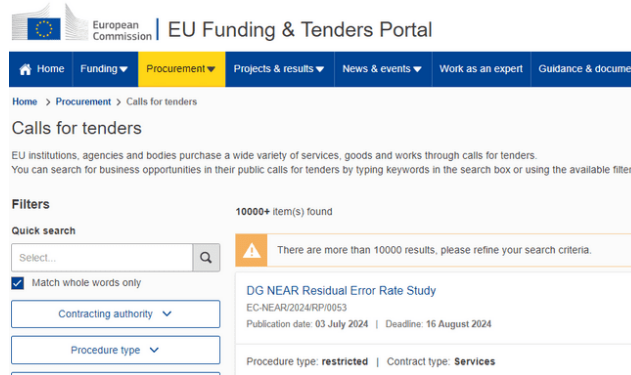 European
Commission
EU Funding & Tenders Portal
Home Funding Procurement Projects & results News & events Work as an expert Guidance & docume
Home > Procurement > Calls for tenders
Calls for tenders
EU institutions, agencies and bodies purchase a wide variety of services, goods and works through calls for tenders.
You can search for business opportunities in their public calls for tenders by typing keywords in the search box or using the available filter
Filters
10000+ item(s) found
Quick search
Select...
There are more than 10000 results, please refine your search criteria.
Match whole words only
DG NEAR Residual Error Rate Study
EC-NEAR/2024/RP/0053
Contracting authority
Publication date: 03 July 2024 | Deadline: 16 August 2024
Procedure type
Procedure type: restricted | Contract type: Services